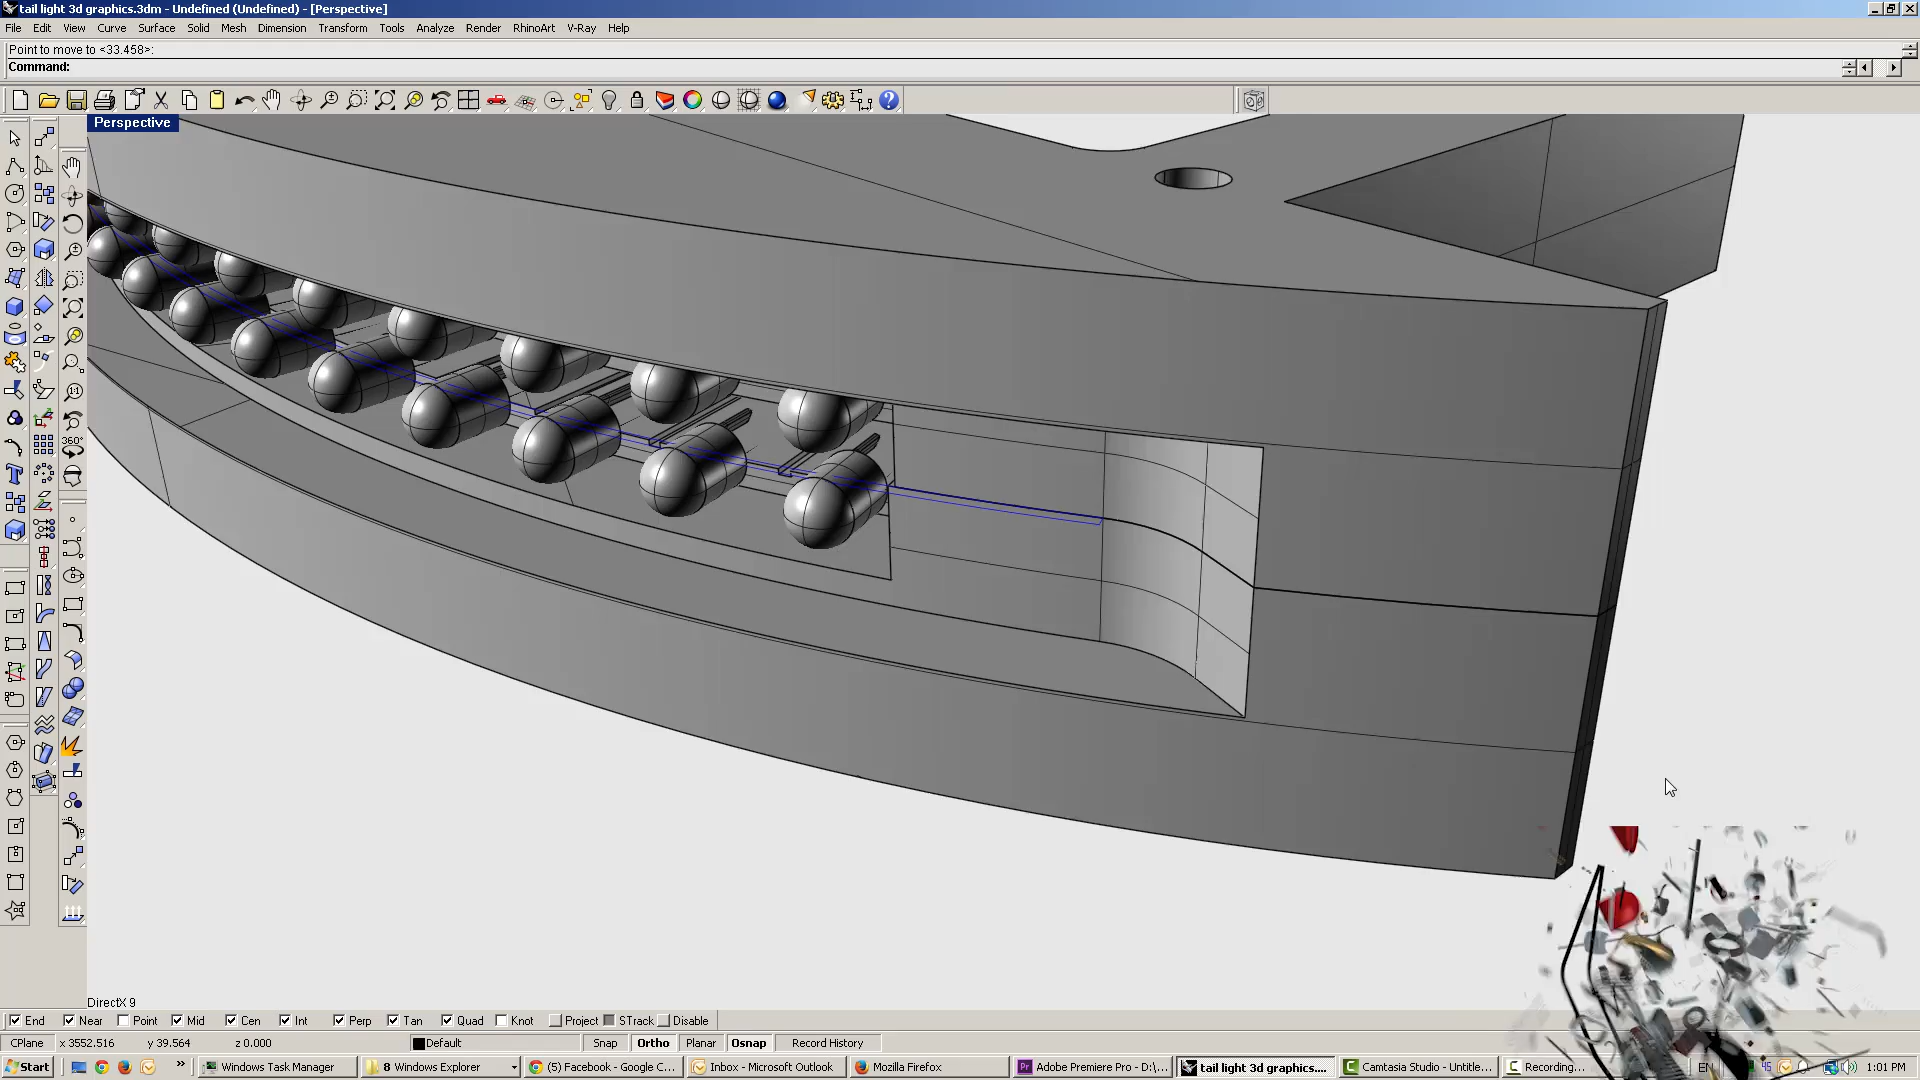 tail light 3d graphics.3dm - Undefined (Undefined) - [Perspective]
File Edit View Curve Surface Solid Mesh Dimension Transform Tools Analyze Render RhinoArt V-Ray Help
Point to move to <33.458>:
Command:
Perspective
1:1
360°
DirectX 9
End Near Point Mid Cen Int Perp Tan Quad Knot Project STrack Disable
CPlane x 3552.516 y 39.564 z 0.000 Default Snap Ortho Planar Osnap Record History
Start » Windows Task Manager 8 Windows Explorer (5) Facebook - Google C... Inbox - Microsoft Outlook Mozilla Firefox Adobe Premiere Pro - D:\... tail light 3d graphics.... Camtasia Studio - Untitle... Recording... EN 45 1:01 PM